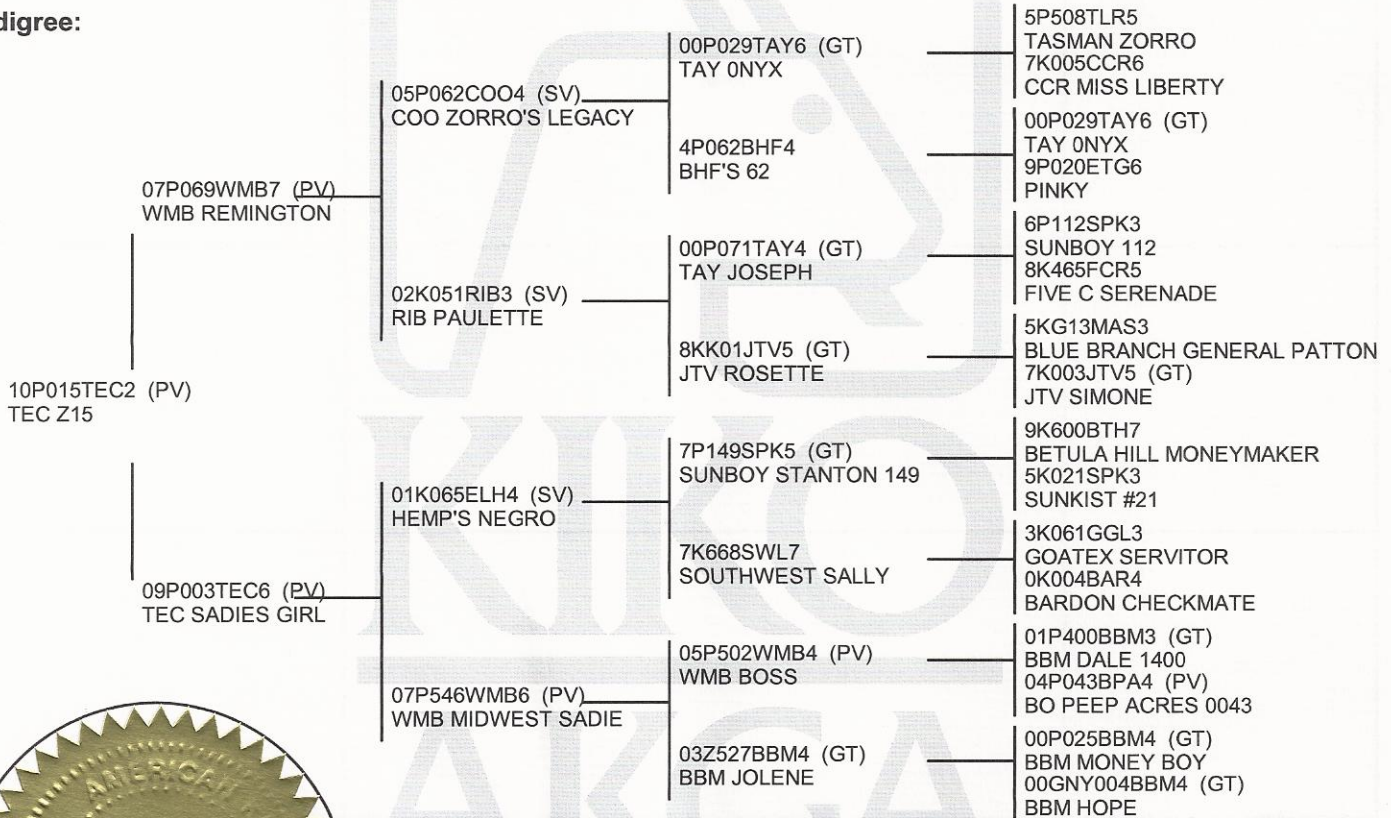 digree:
10P015TEC2 (PV)
TEC Z15
07P069WMB7 (PV)
WMB REMINGTON
09P003TEC6 (PV)
TEC SADIES GIRL
05P062COO4 (SV)
COO ZORRO'S LEGACY
02K051RIB3 (SV)
RIB PAULETTE
01K065ELH4 (SV)
HEMP'S NEGRO
07P546WMB6 (PV)
WMB MIDWEST SADIE
00P029TAY6 (GT)
TAY 0NYX
4P062BHF4
BHF'S 62
00P071TAY4 (GT)
TAY JOSEPH
8KK01JTV5 (GT)
JTV ROSETTE
7P149SPK5 (GT)
SUNBOY STANTON 149
7K668SWL7
SOUTHWEST SALLY
05P502WMB4 (PV)
WMB BOSS
03Z527BBM4 (GT)
BBM JOLENE
5P508TLR5
TASMAN ZORRO
7K005CCR6
CCR MISS LIBERTY
00P029TAY6 (GT)
TAY 0NYX
9P020ETG6
PINKY
6P112SPK3
SUNBOY 112
8K465FCR5
FIVE C SERENADE
5KG13MAS3
BLUE BRANCH GENERAL PATTON
7K003JTV5 (GT)
JTV SIMONE
9K600BTH7
BETULA HILL MONEYMAKER
5K021SPK3
SUNKIST #21
3K061GGL3
GOATEX SERVITOR
0K004BAR4
BARDON CHECKMATE
01P400BBM3 (GT)
BBM DALE 1400
04P043BPA4 (PV)
BO PEEP ACRES 0043
00P025BBM4 (GT)
BBM MONEY BOY
00GNY004BBM4 (GT)
BBM HOPE
KIKO
AKGA
AMERICAN